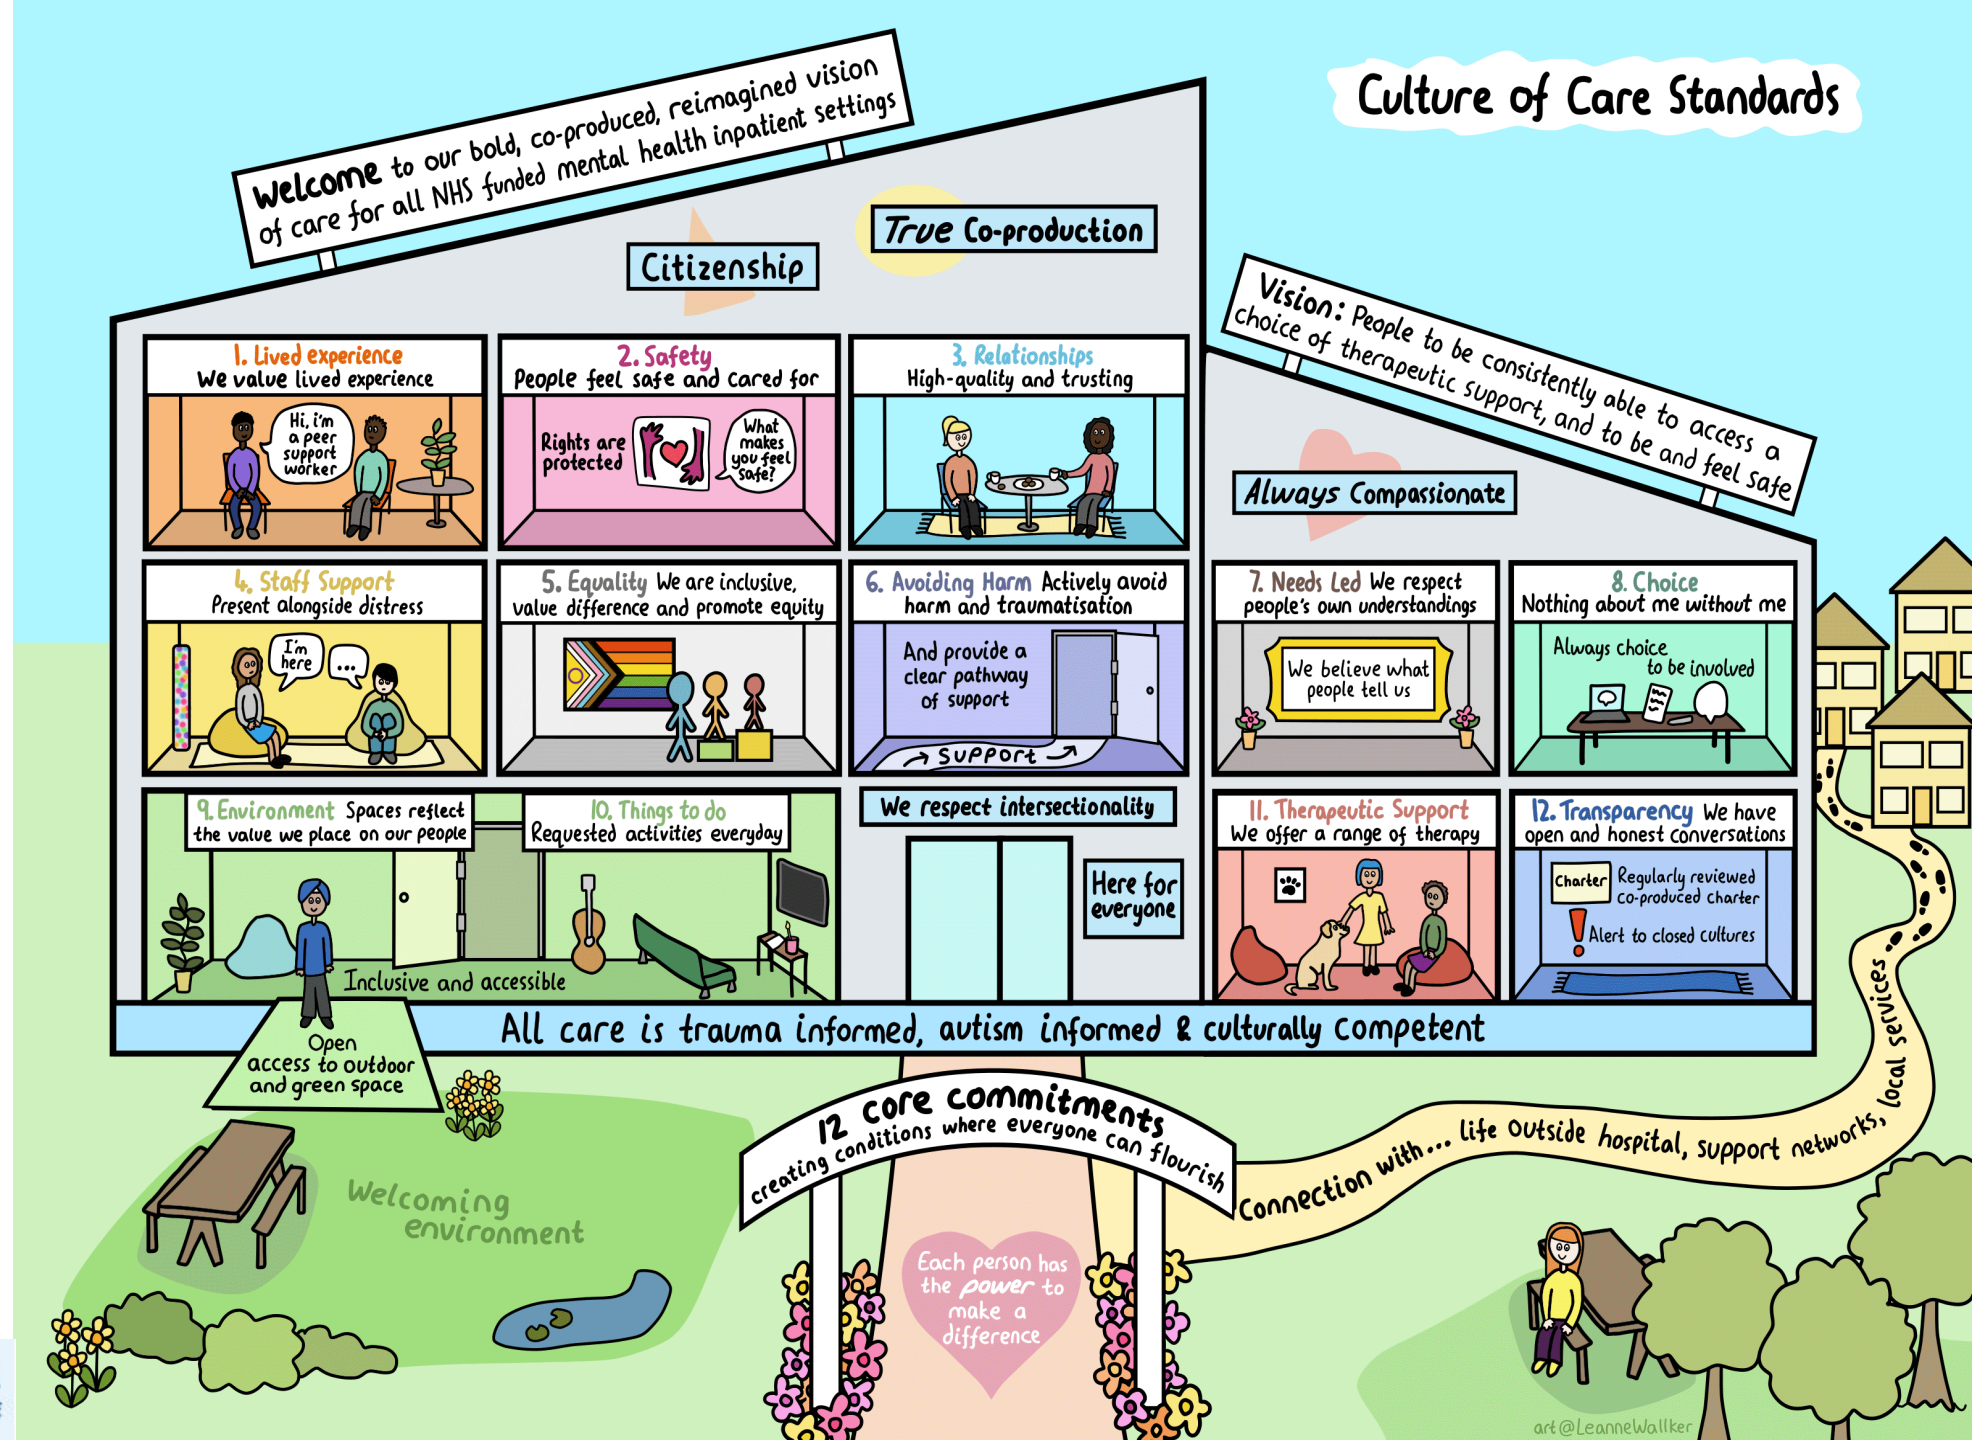 Culture of Care Standards
Welcome to our bold, co-produced, reimagined vision
of care for all NHS funded mental health inpatient settings
True Co-production
Citizenship
Vision: People to be consistently able to access a
choice of therapeutic support, and to be and feel safe
Always Compassionate
1. Lived experience
We value lived experience
Hi, i'm
a peer
support
worker
2. Safety
People feel safe and cared for
Rights are
protected
What
makes
you feel
safe?
3. Relationships
High-quality and trusting
4. Staff Support
Present alongside distress
I'm
here
...
5. Equality We are inclusive,
value difference and promote equity
6. Avoiding Harm Actively avoid
harm and traumatisation
And provide a
clear pathway
of support
support
7. Needs Led We respect
people's own understandings
We believe what
people tell us
8. Choice
Nothing about me without me
Always choice
to be involved
9. Environment Spaces reflect
the value we place on our people
10. Things to do
Requested activities everyday
Inclusive and accessible
We respect intersectionality
Here for
everyone
11. Therapeutic Support
We offer a range of therapy
12. Transparency We have
open and honest conversations
Charter
Regularly reviewed
co-produced charter
! Alert to closed cultures
All care is trauma informed, autism informed & culturally competent
Open
access to outdoor
and green space
12 core commitments
creating conditions where everyone can flourish
Connection with... life outside hospital, support networks, local services
Welcoming
environment
Each person has
the power to
make a
difference
art@LeanneWallker